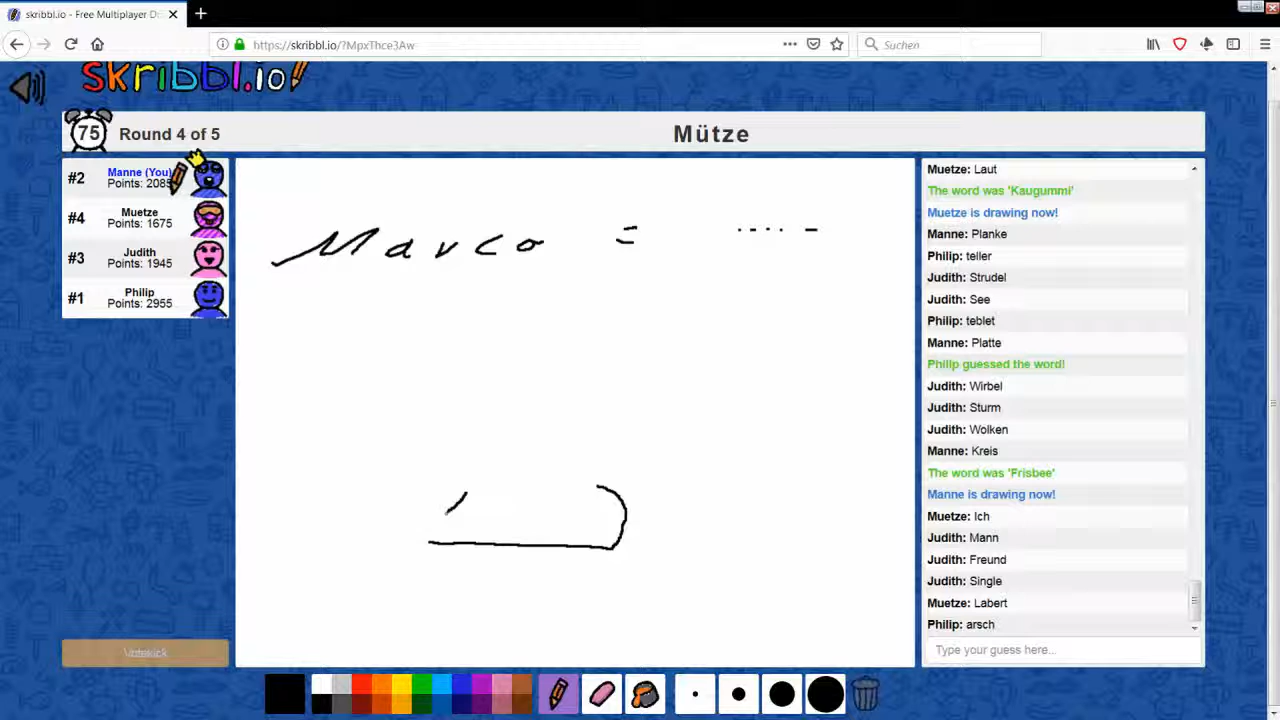 skribbl.io - Free Multiplayer Dr
https://skribbl.io/?MpxThce3Aw
Suchen
skribbl.io
75 Round 4 of 5
Mütze
#2 Manne (You)
Points: 2085
#4 Muetze
Points: 1675
#3 Judith
Points: 1945
#1 Philip
Points: 2955
Votekick
Marco =
Muetze: Laut
The word was 'Kaugummi'
Muetze is drawing now!
Manne: Planke
Philip: teller
Judith: Strudel
Judith: See
Philip: teblet
Manne: Platte
Philip guessed the word!
Judith: Wirbel
Judith: Sturm
Judith: Wolken
Manne: Kreis
The word was 'Frisbee'
Manne is drawing now!
Muetze: Ich
Judith: Mann
Judith: Freund
Judith: Single
Muetze: Labert
Philip: arsch
Type your guess here...